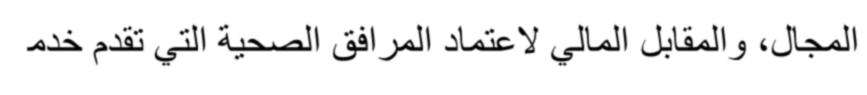 المجال، والمقابل المالي لاعتماد المرافق الصحية التي تقدم خدم